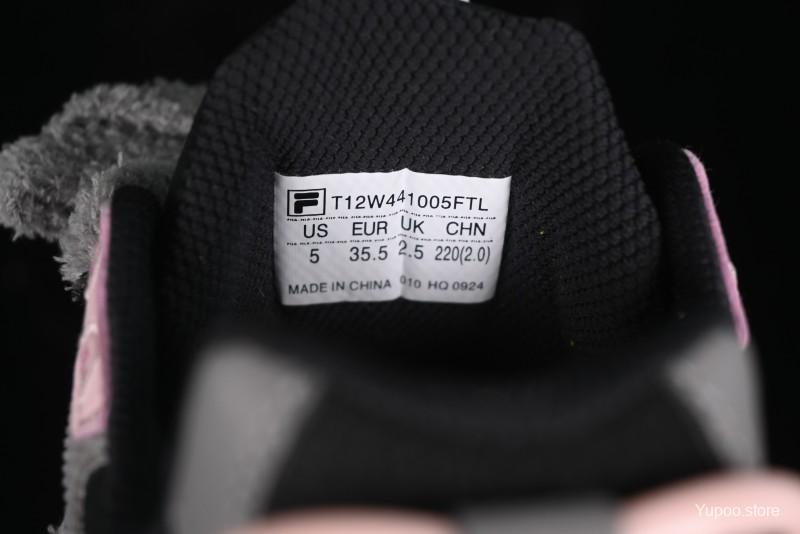 T12W441005FTL
US EUR UK CHN
5 35.5 2.5 220(2.0)
MADE IN CHINA 010 HQ 0924
Yupoo.store